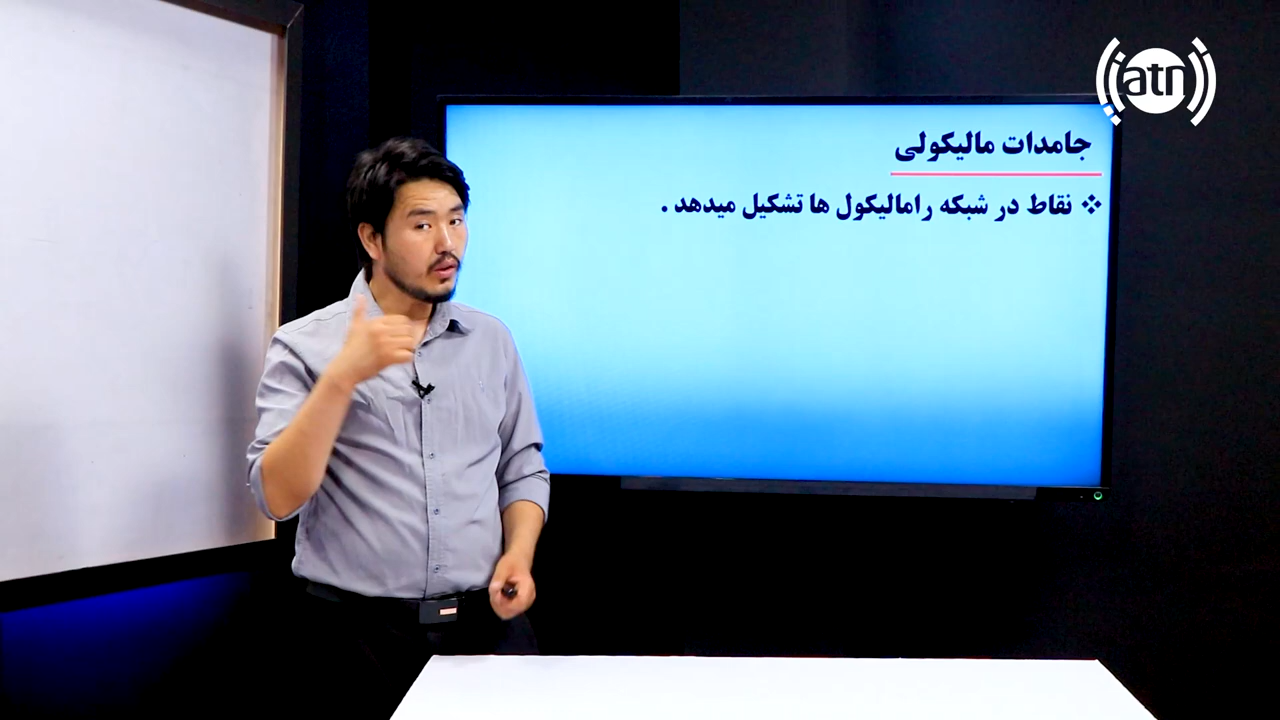 atn
جامدات مالیکولی
❖ نقاط در شبکه رامالیکول ها تشکیل میدهد .